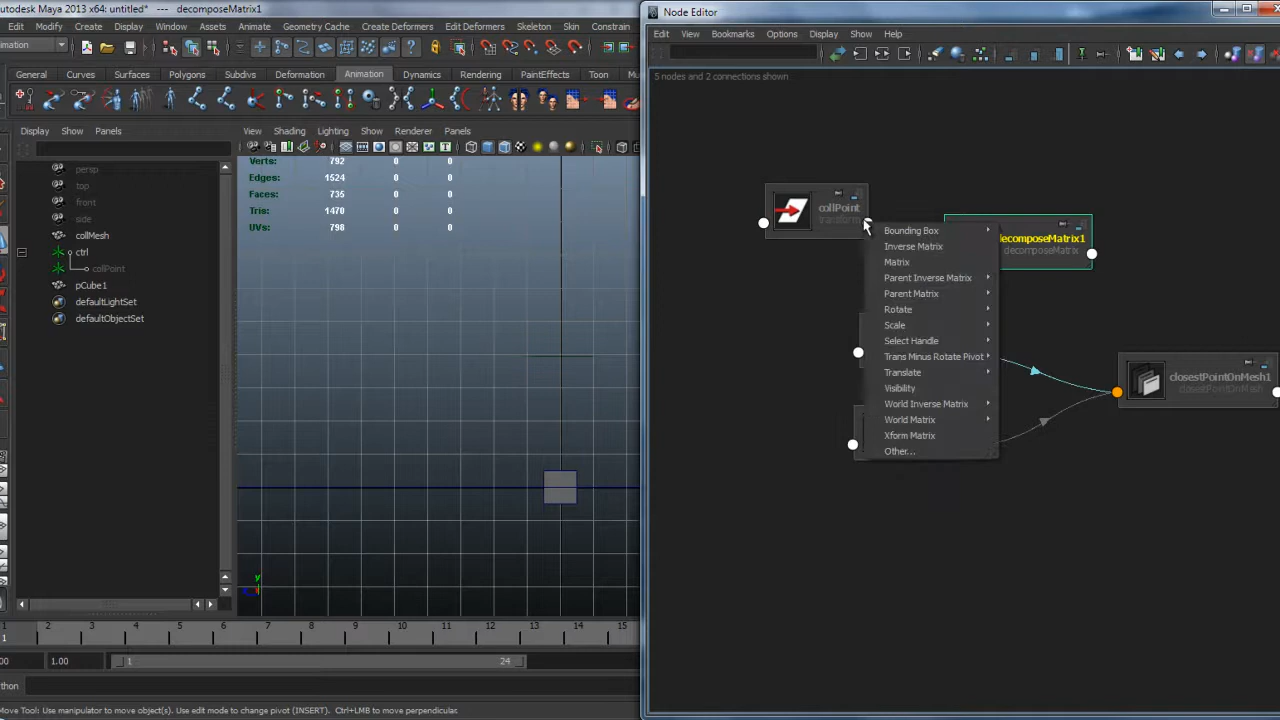 Autodesk Maya 2013 x64: untitled*   ---   decomposeMatrix1
Edit Modify Create Display Window Assets Animate Geometry Cache Create Deformers Edit Deformers Skeleton Skin Constrain
General Curves Surfaces Polygons Subdivs Deformation Animation Dynamics Rendering PaintEffects Toon
Display Show Panels
persp
top
front
side
collMesh
ctrl
collPoint
pCube1
defaultLightSet
defaultObjectSet
View Shading Lighting Show Renderer Panels
Verts: 792 0 0
Edges: 1524 0 0
Faces: 735 0 0
Tris: 1470 0 0
UVs: 798 0 0
y
1 2 3 4 5 6 7 8 9 10 11 12 13 14 15
1
1.00 1 24
Move Tool: Use manipulator to move object(s). Use edit mode to change pivot (INSERT). Ctrl+LMB to move perpendicular.
Node Editor
Edit View Bookmarks Options Display Show Help
5 nodes and 2 connections shown
collPoint
decomposeMatrix1
decomposeMatrix
closestPointOnMesh1
closestPointOnMesh
Bounding Box
Inverse Matrix
Matrix
Parent Inverse Matrix
Parent Matrix
Rotate
Scale
Select Handle
Trans Minus Rotate Pivot
Translate
Visibility
World Inverse Matrix
World Matrix
Xform Matrix
Other...